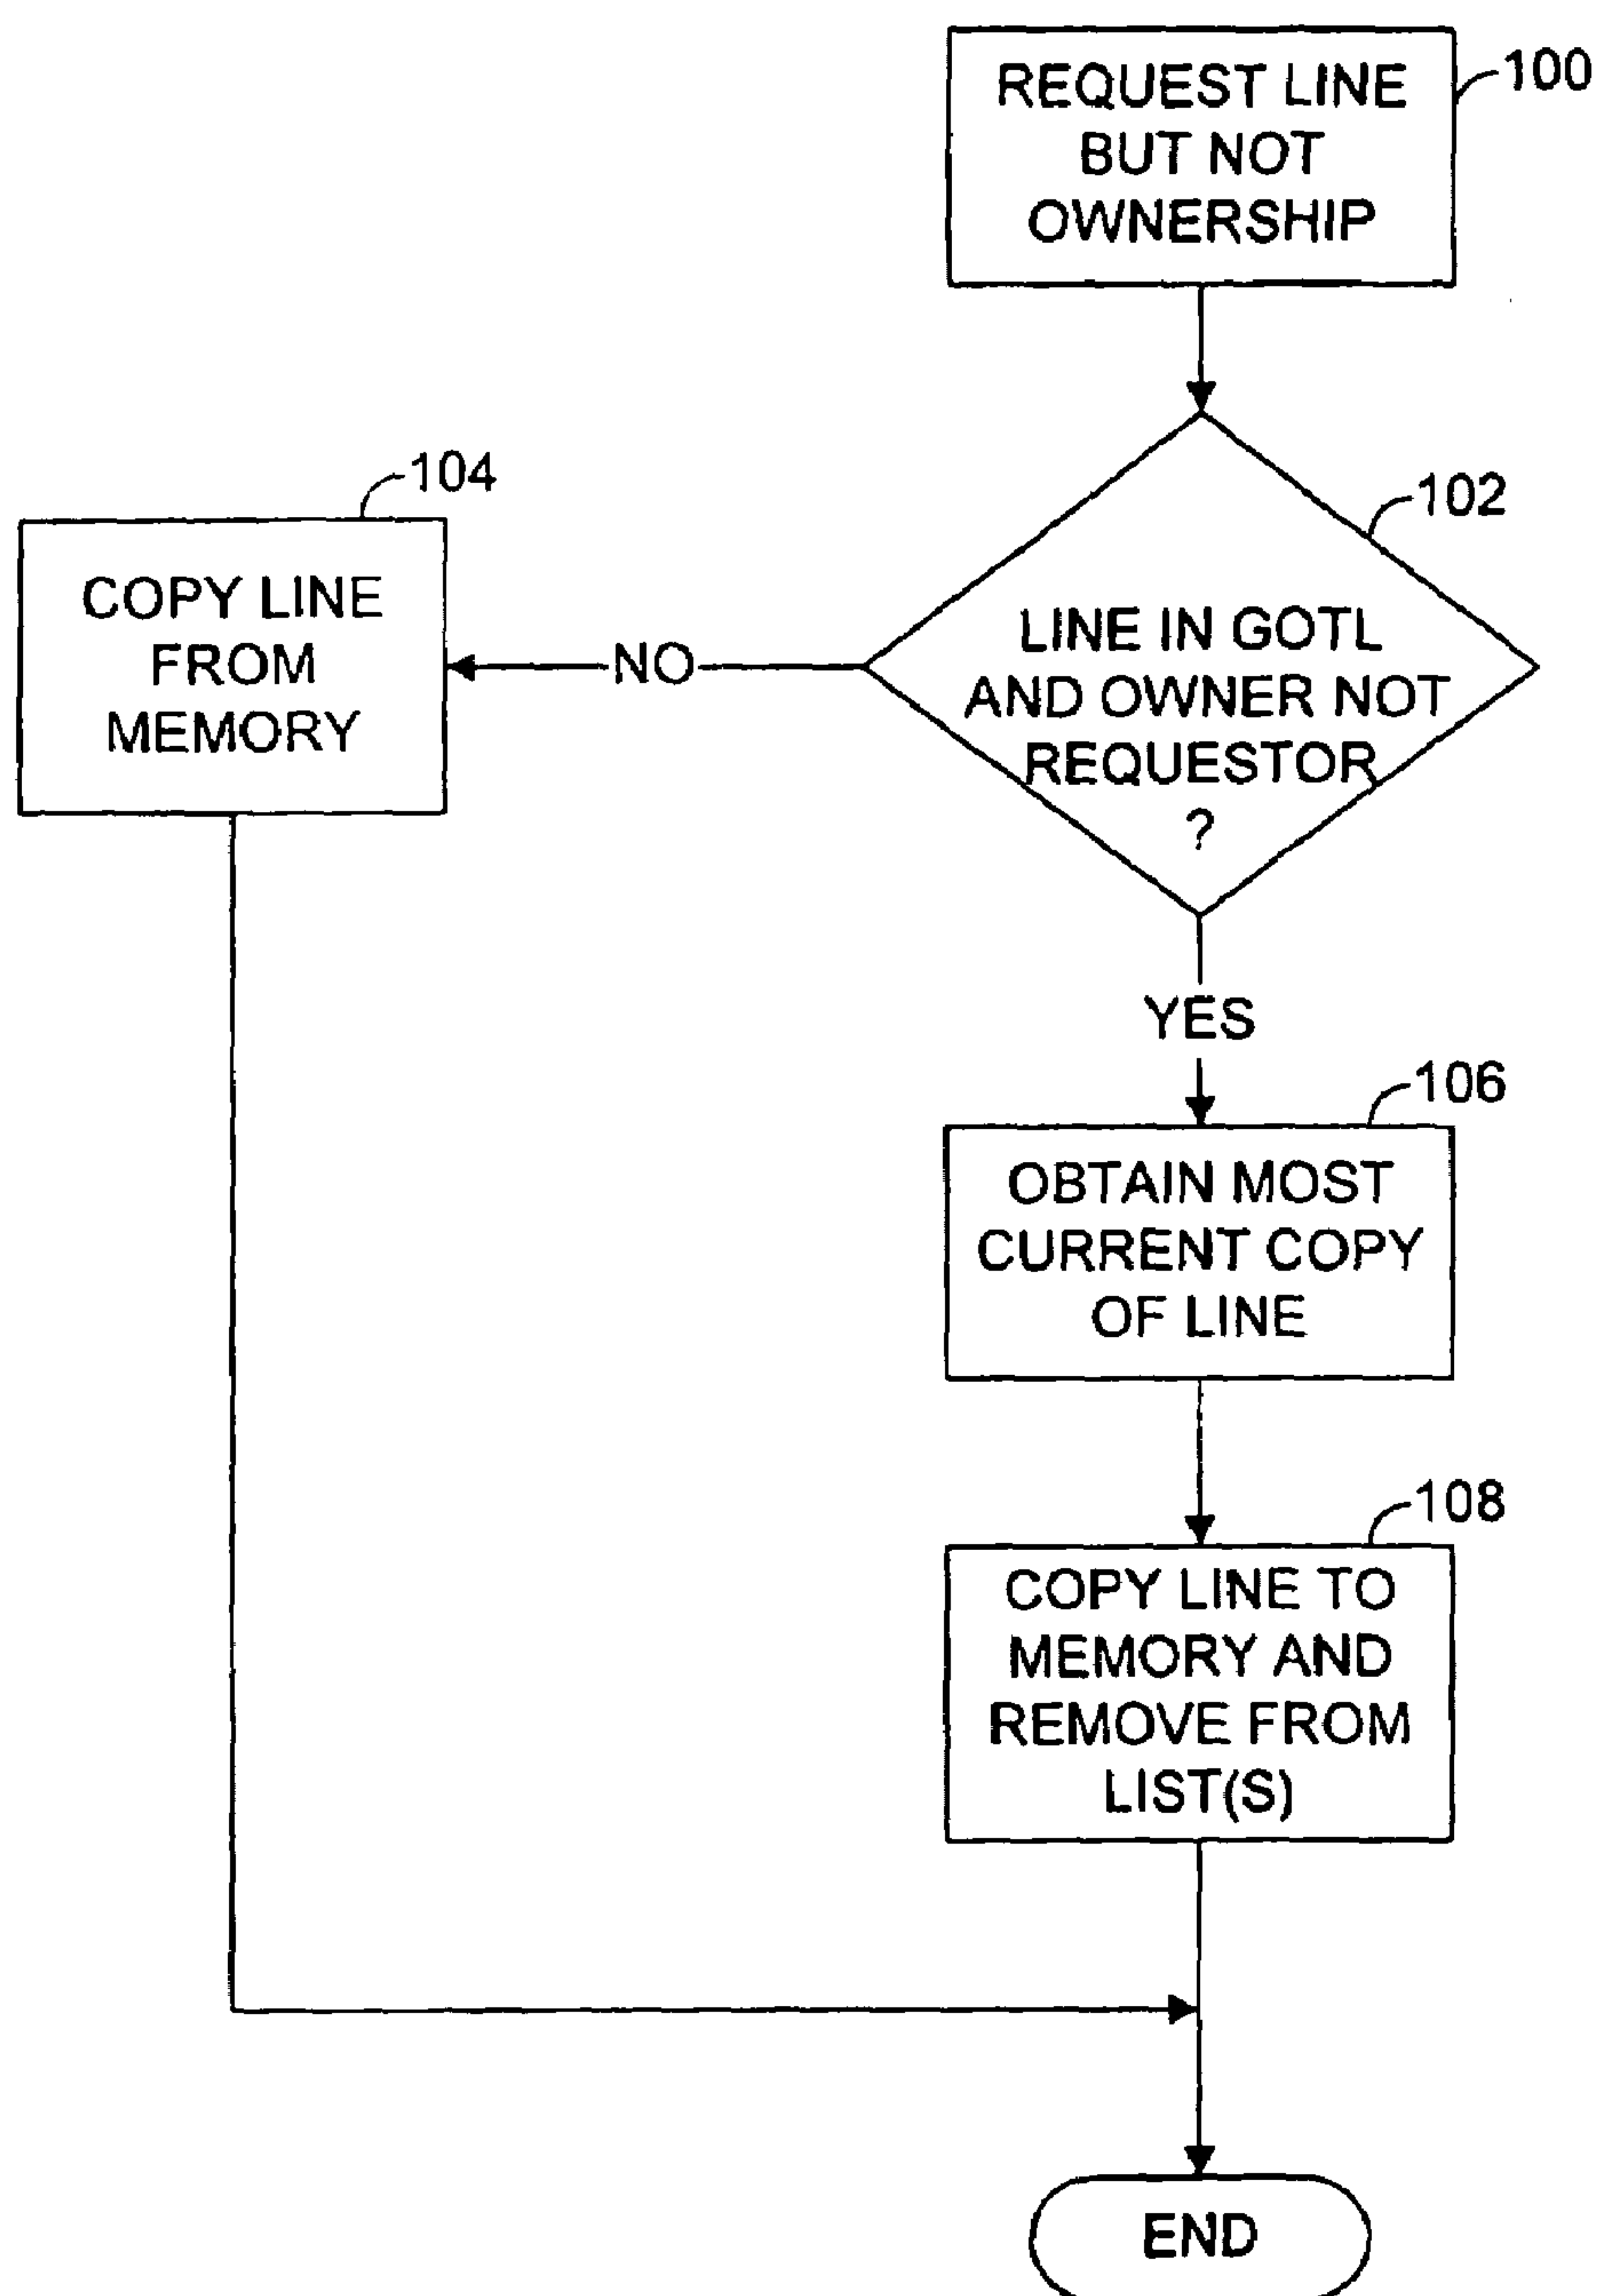 REQUEST LINE
BUT NOT
OWNERSHIP
100
102
LINE IN GOTL
AND OWNER NOT
REQUESTOR
?
NO
104
COPY LINE
FROM
MEMORY
YES
106
OBTAIN MOST
CURRENT COPY
OF LINE
108
COPY LINE TO
MEMORY AND
REMOVE FROM
LIST(S)
END